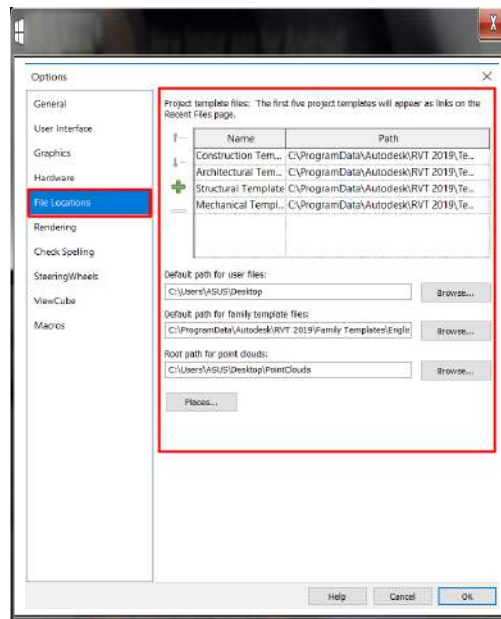 X
Options
General
User Interface
Graphics
Hardware
File Locations
Rendering
Check Spelling
SteeringWheels
ViewCube
Macros
Project template files: The first five project templates will appear as links on the
Recent Files page.
Name Path
Construction Tem... C:\ProgramData\Autodesk\RVT 2019\Te...
Architectural Tem... C:\ProgramData\Autodesk\RVT 2019\Te...
Structural Template C:\ProgramData\Autodesk\RVT 2019\Te...
Mechanical Templ... C:\ProgramData\Autodesk\RVT 2019\Te...
Default path for user files:
C:\Users\ASUS\Desktop Browse...
Default path for family template files:
C:\ProgramData\Autodesk\RVT 2019\Family Templates\Engle Browse...
Root path for point clouds:
C:\Users\ASUS\Desktop\PointClouds Browse...
Places...
Help Cancel OK